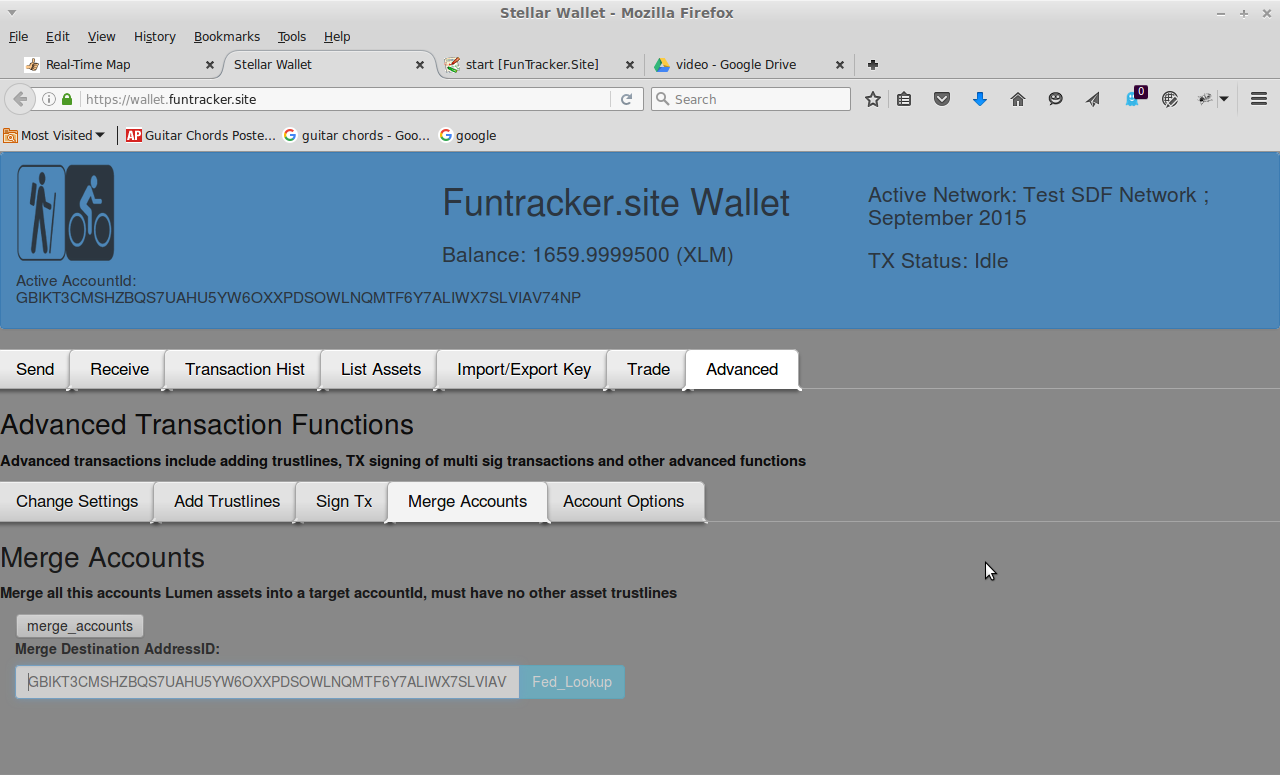 Stellar Wallet - Mozilla Firefox
File Edit View History Bookmarks Tools Help
Real-Time Map Stellar Wallet start [FunTracker.Site] video - Google Drive
https://wallet.funtracker.site Search 0
Most Visited AP Guitar Chords Poste... guitar chords - Goo... google
Funtracker.site Wallet
Balance: 1659.9999500 (XLM)
Active Network: Test SDF Network ;
September 2015
TX Status: Idle
Active AccountId:
GBIKT3CMSHZBQS7UAHU5YW6OXXPDSOWLNQMTF6Y7ALIWX7SLVIAV74NP
Send Receive Transaction Hist List Assets Import/Export Key Trade Advanced
Advanced Transaction Functions
Advanced transactions include adding trustlines, TX signing of multi sig transactions and other advanced functions
Change Settings Add Trustlines Sign Tx Merge Accounts Account Options
Merge Accounts
Merge all this accounts Lumen assets into a target accountId, must have no other asset trustlines
merge_accounts
Merge Destination AddressID:
GBIKT3CMSHZBQS7UAHU5YW6OXXPDSOWLNQMTF6Y7ALIWX7SLVIAV Fed_Lookup